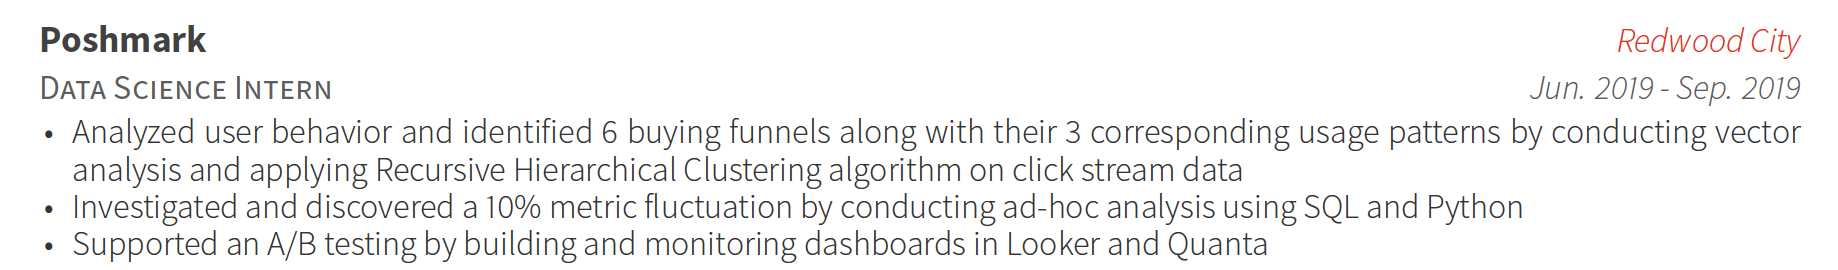 Poshmark Redwood City
Data Science Intern Jun. 2019 - Sep. 2019
• Analyzed user behavior and identified 6 buying funnels along with their 3 corresponding usage patterns by conducting vector
analysis and applying Recursive Hierarchical Clustering algorithm on click stream data
• Investigated and discovered a 10% metric fluctuation by conducting ad-hoc analysis using SQL and Python
• Supported an A/B testing by building and monitoring dashboards in Looker and Quanta